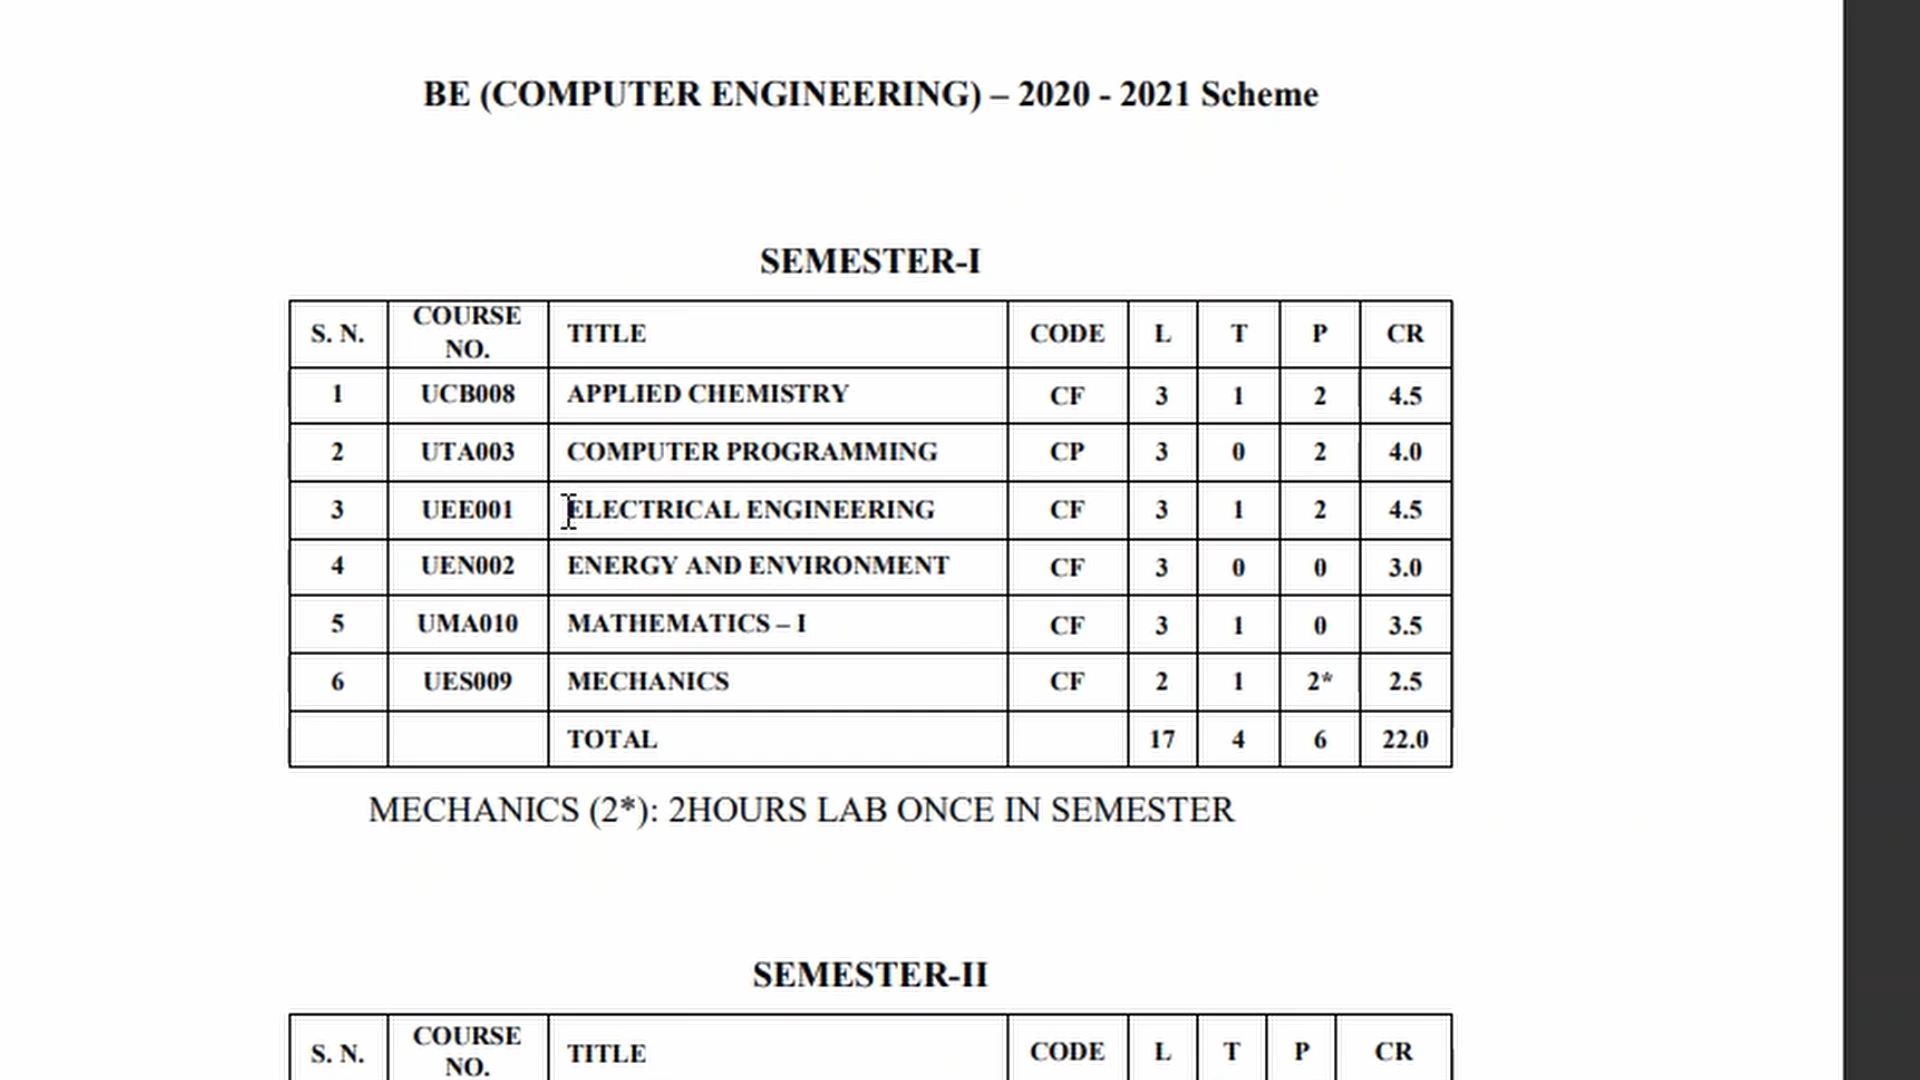 BE (COMPUTER ENGINEERING) – 2020 - 2021 Scheme
SEMESTER-I
S. N. COURSE NO. TITLE CODE L T P CR
1 UCB008 APPLIED CHEMISTRY CF 3 1 2 4.5
2 UTA003 COMPUTER PROGRAMMING CP 3 0 2 4.0
3 UEE001 ELECTRICAL ENGINEERING CF 3 1 2 4.5
4 UEN002 ENERGY AND ENVIRONMENT CF 3 0 0 3.0
5 UMA010 MATHEMATICS – I CF 3 1 0 3.5
6 UES009 MECHANICS CF 2 1 2* 2.5
TOTAL 17 4 6 22.0
MECHANICS (2*): 2HOURS LAB ONCE IN SEMESTER
SEMESTER-II
S. N. COURSE NO. TITLE CODE L T P CR